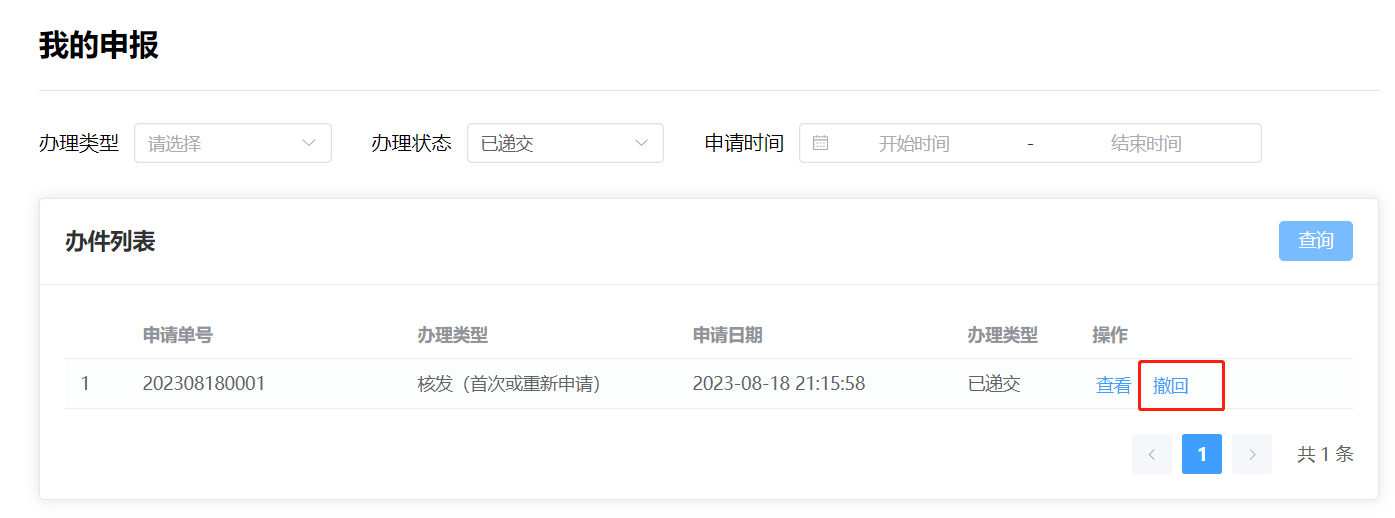 我的申报
办理类型 请选择 办理状态 已递交 申请时间 开始时间 - 结束时间
办件列表 查询
申请单号 办理类型 申请日期 办理类型 操作
1 202308180001 核发（首次或重新申请） 2023-08-18 21:15:58 已递交 查看 撤回
1 共 1 条